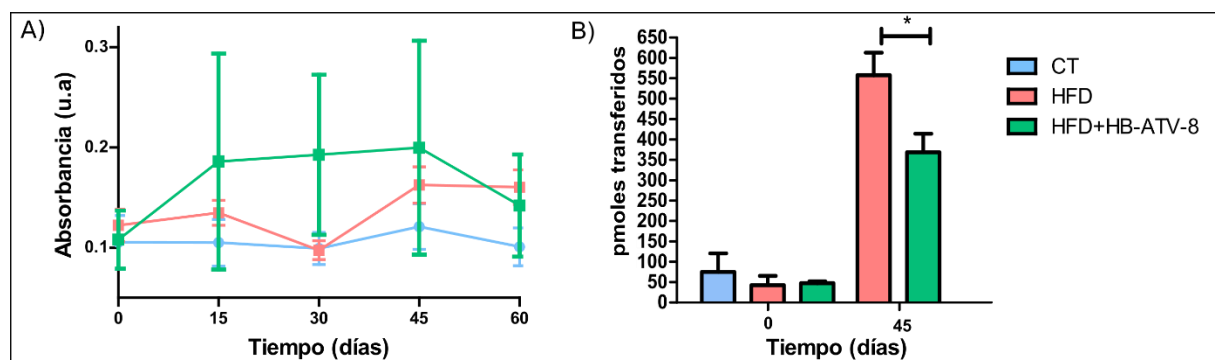 A)
Absorbancia (u.a)
0.3
0.2
0.1
0
15
30
45
60
Tiempo (días)
B)
pmoles transferidos
650
600
550
500
450
400
350
300
250
200
150
100
50
0
*
0
45
Tiempo (días)
CT
HFD
HFD+HB-ATV-8